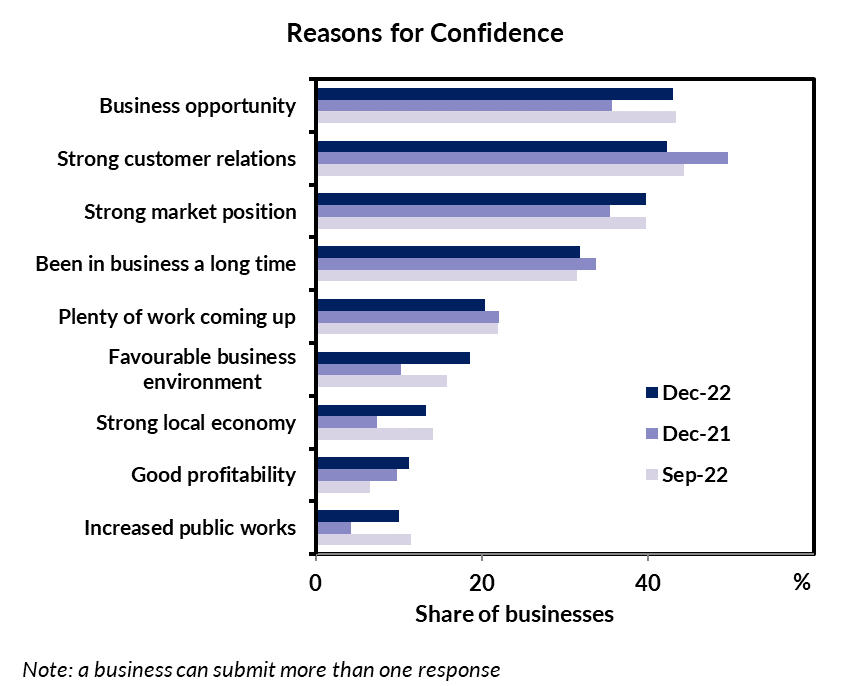 Reasons for Confidence
Business opportunity
Strong customer relations
Strong market position
Been in business a long time
Plenty of work coming up
Favourable business
environment
Strong local economy
Good profitability
Increased public works
Dec-22
Dec-21
Sep-22
0 20 40 %
Share of businesses
Note: a business can submit more than one response